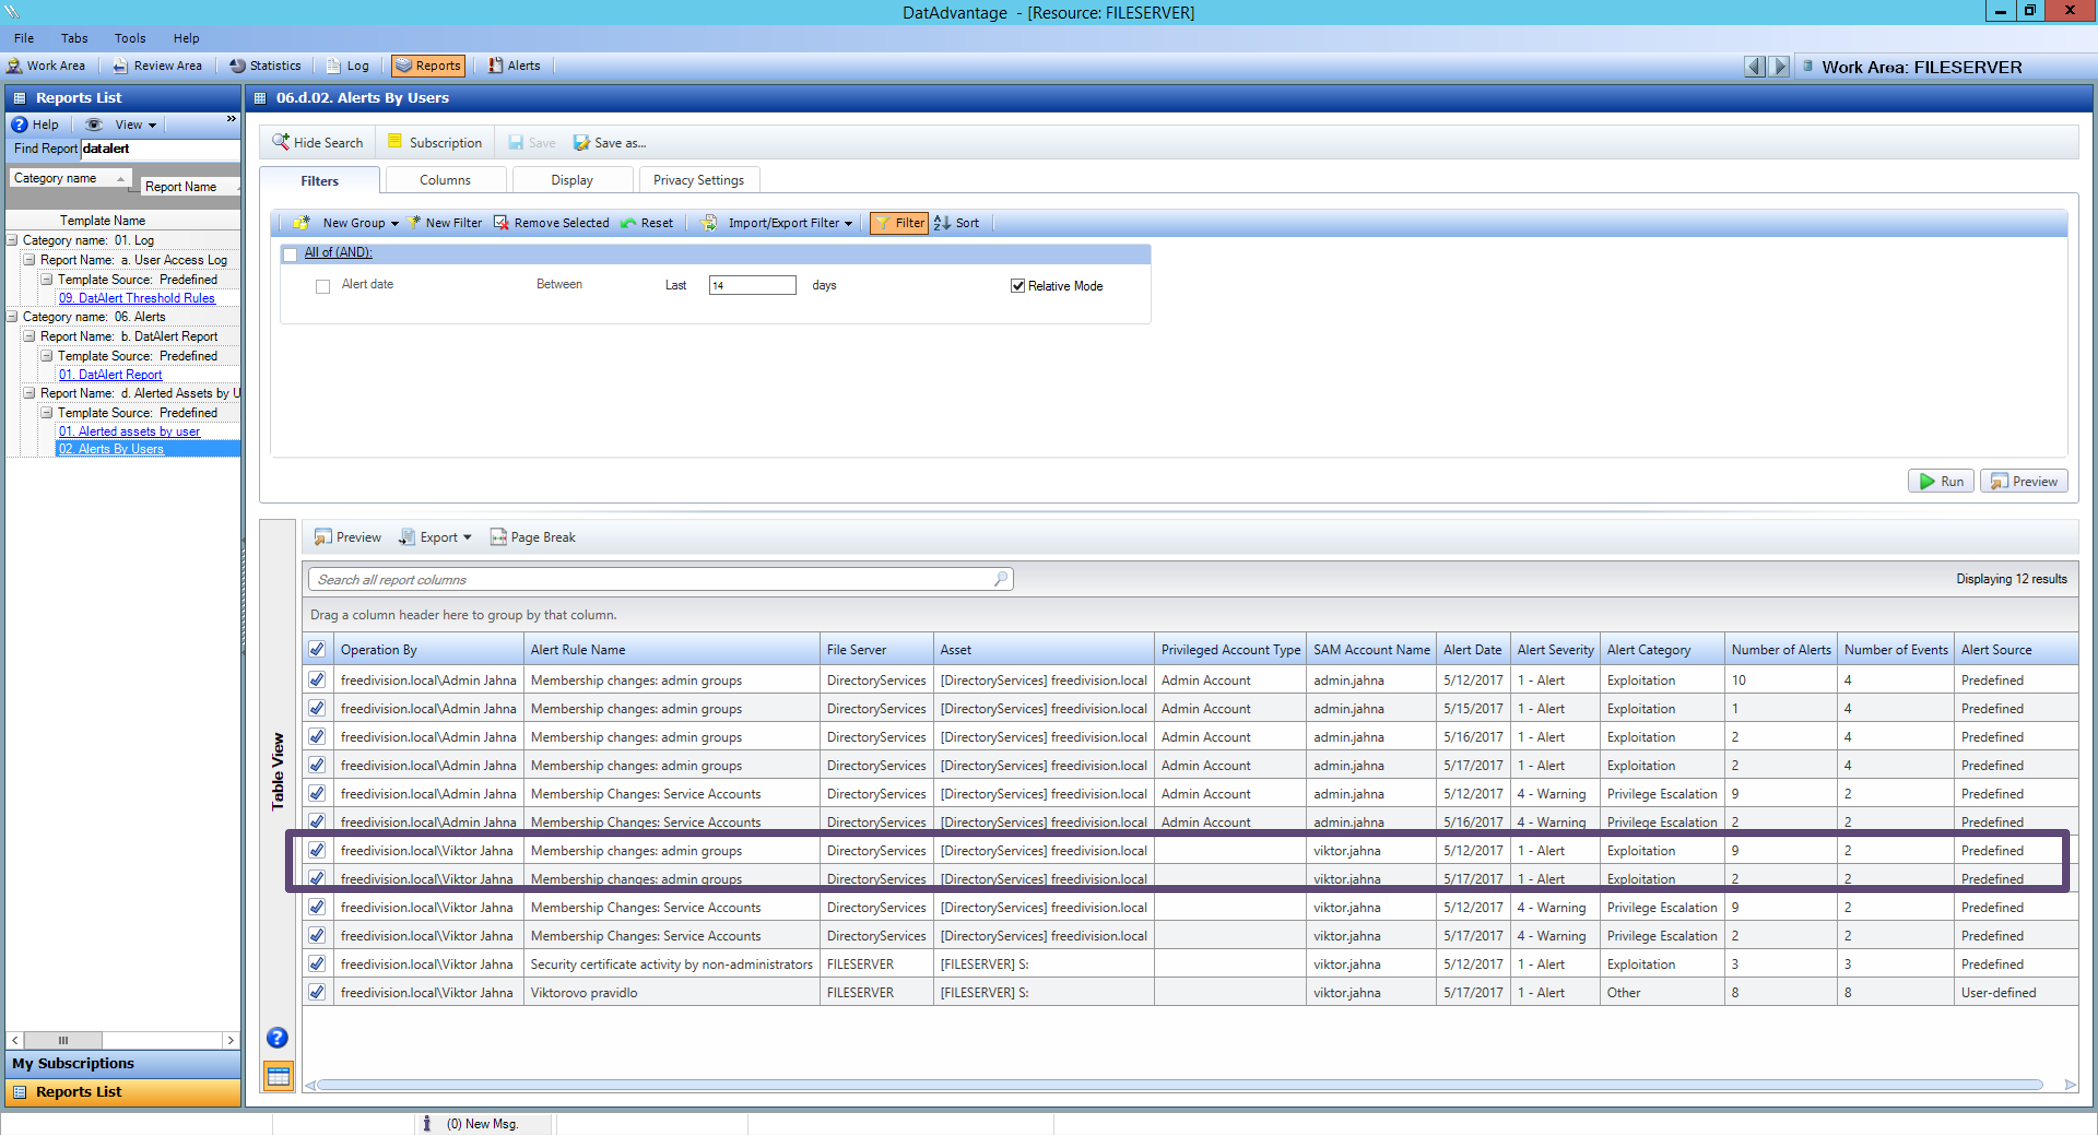 DatAdvantage - [Resource: FILESERVER]
File Tabs Tools Help
Work Area Review Area Statistics Log Reports Alerts Work Area: FILESERVER
Reports List
06.d.02. Alerts By Users
Help View »
Find Report datalert
Category name
Report Name
Template Name
Category name: 01. Log
Report Name: a. User Access Log
Template Source: Predefined
09. DatAlert Threshold Rules
Category name: 06. Alerts
Report Name: b. DatAlert Report
Template Source: Predefined
01. DatAlert Report
Report Name: d. Alerted Assets by U
Template Source: Predefined
01. Alerted assets by user
02. Alerts By Users
My Subscriptions
Reports List
Hide Search Subscription Save Save as...
Filters Columns Display Privacy Settings
New Group New Filter Remove Selected Reset Import/Export Filter Filter Sort
All of (AND):
Alert date Between Last 14 days Relative Mode
Run Preview
Table View
Preview Export Page Break
Search all report columns Displaying 12 results
Drag a column header here to group by that column.
Operation By Alert Rule Name File Server Asset Privileged Account Type SAM Account Name Alert Date Alert Severity Alert Category Number of Alerts Number of Events Alert Source
freedivision.local\Admin Jahna Membership changes: admin groups DirectoryServices [DirectoryServices] freedivision.local Admin Account admin.jahna 5/12/2017 1 - Alert Exploitation 10 4 Predefined
freedivision.local\Admin Jahna Membership changes: admin groups DirectoryServices [DirectoryServices] freedivision.local Admin Account admin.jahna 5/15/2017 1 - Alert Exploitation 1 4 Predefined
freedivision.local\Admin Jahna Membership changes: admin groups DirectoryServices [DirectoryServices] freedivision.local Admin Account admin.jahna 5/16/2017 1 - Alert Exploitation 2 4 Predefined
freedivision.local\Admin Jahna Membership changes: admin groups DirectoryServices [DirectoryServices] freedivision.local Admin Account admin.jahna 5/17/2017 1 - Alert Exploitation 2 4 Predefined
freedivision.local\Admin Jahna Membership Changes: Service Accounts DirectoryServices [DirectoryServices] freedivision.local Admin Account admin.jahna 5/12/2017 4 - Warning Privilege Escalation 9 2 Predefined
freedivision.local\Admin Jahna Membership Changes: Service Accounts DirectoryServices [DirectoryServices] freedivision.local Admin Account admin.jahna 5/16/2017 4 - Warning Privilege Escalation 2 2 Predefined
freedivision.local\Viktor Jahna Membership changes: admin groups DirectoryServices [DirectoryServices] freedivision.local viktor.jahna 5/12/2017 1 - Alert Exploitation 9 2 Predefined
freedivision.local\Viktor Jahna Membership changes: admin groups DirectoryServices [DirectoryServices] freedivision.local viktor.jahna 5/17/2017 1 - Alert Exploitation 2 2 Predefined
freedivision.local\Viktor Jahna Membership Changes: Service Accounts DirectoryServices [DirectoryServices] freedivision.local viktor.jahna 5/12/2017 4 - Warning Privilege Escalation 9 2 Predefined
freedivision.local\Viktor Jahna Membership Changes: Service Accounts DirectoryServices [DirectoryServices] freedivision.local viktor.jahna 5/17/2017 4 - Warning Privilege Escalation 2 2 Predefined
freedivision.local\Viktor Jahna Security certificate activity by non-administrators FILESERVER [FILESERVER] S: viktor.jahna 5/12/2017 1 - Alert Exploitation 3 3 Predefined
freedivision.local\Viktor Jahna Viktorovo pravidlo FILESERVER [FILESERVER] S: viktor.jahna 5/17/2017 1 - Alert Other 8 8 User-defined
(0) New Msg.